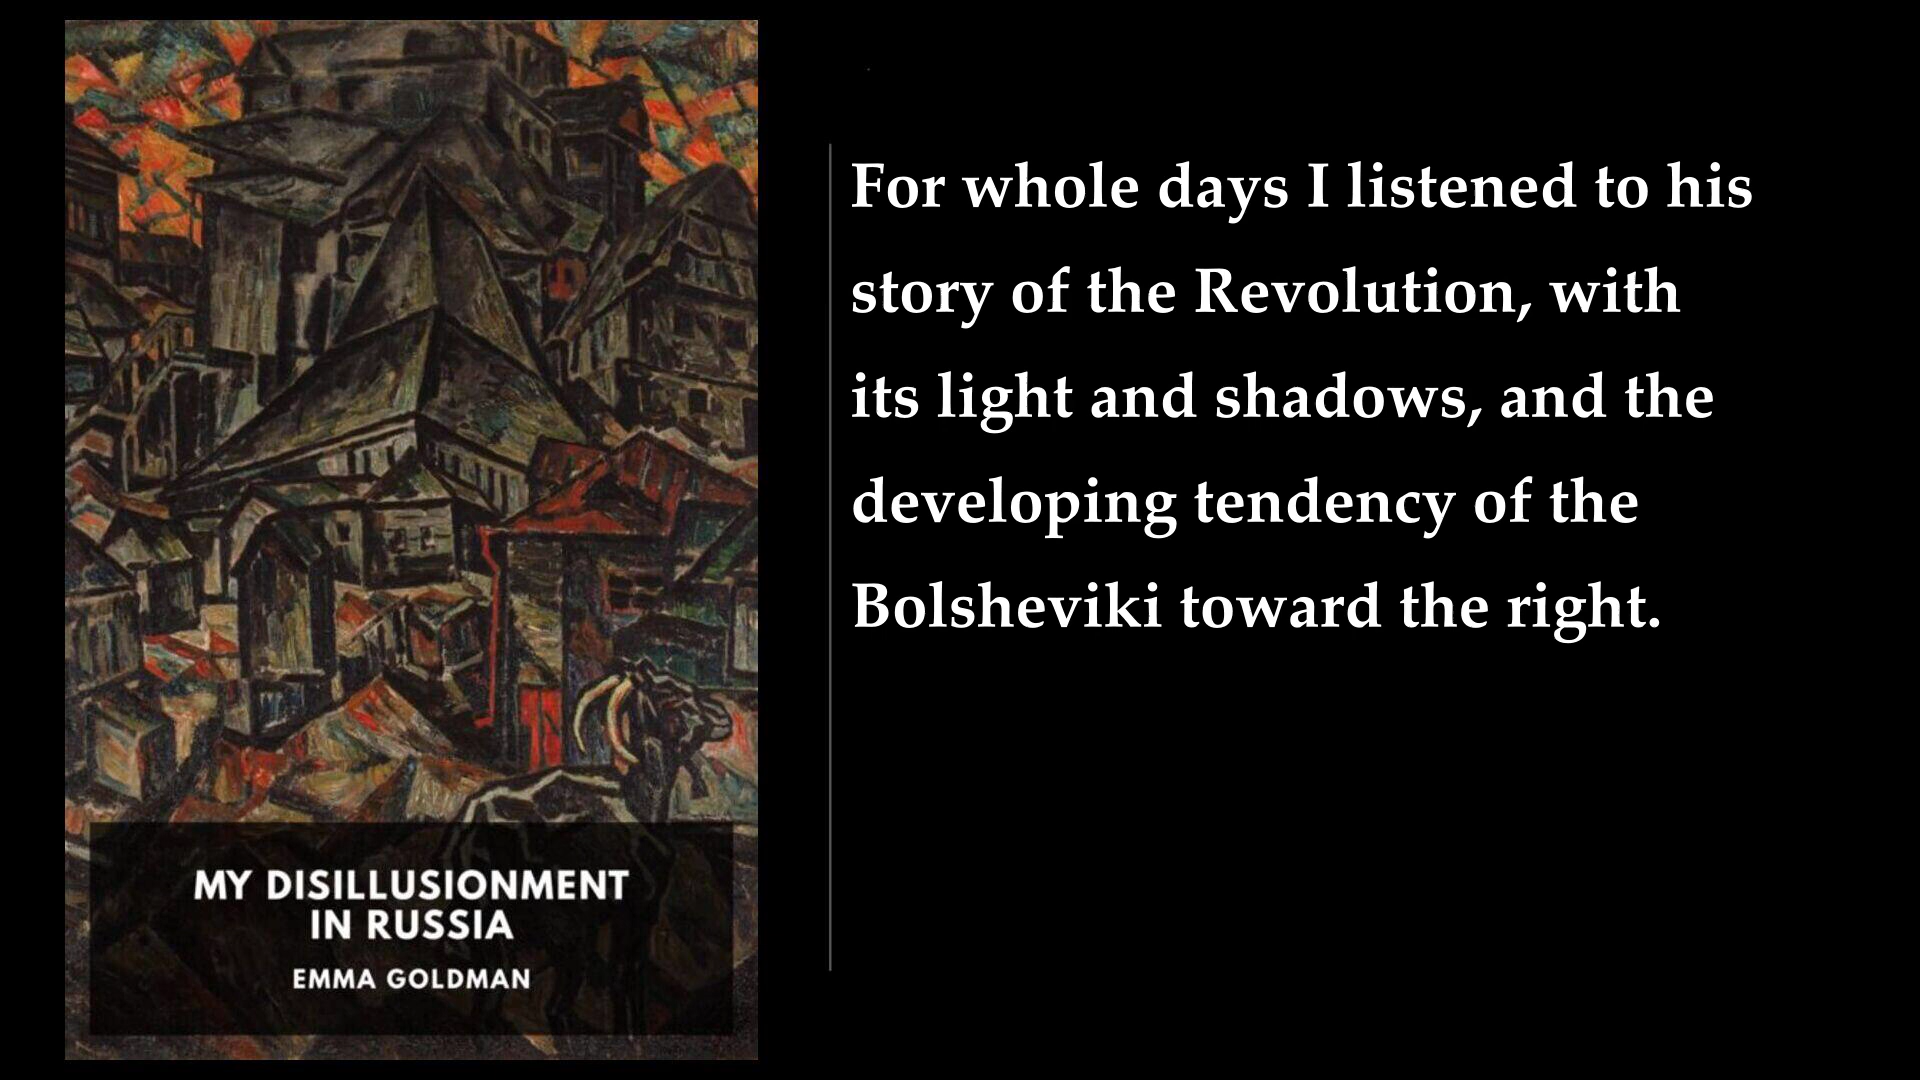 For whole days I listened to his
story of the Revolution, with
its light and shadows, and the
developing tendency of the
Bolsheviki toward the right.
MY DISILLUSIONMENT
IN RUSSIA
EMMA GOLDMAN